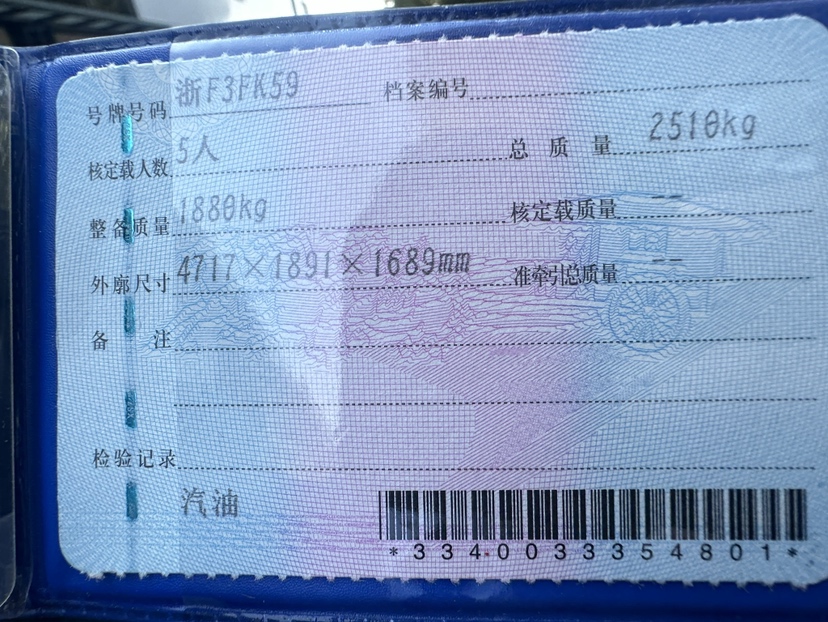 号牌号码 浙F3FK59 档案编号
核定载人数 5人 总质量 2510kg
整备质量 1880kg 核定载质量 --
外廓尺寸 4717×1891×1689mm 准牵引总质量 --
备注
检验记录
汽油
*3340033354801*